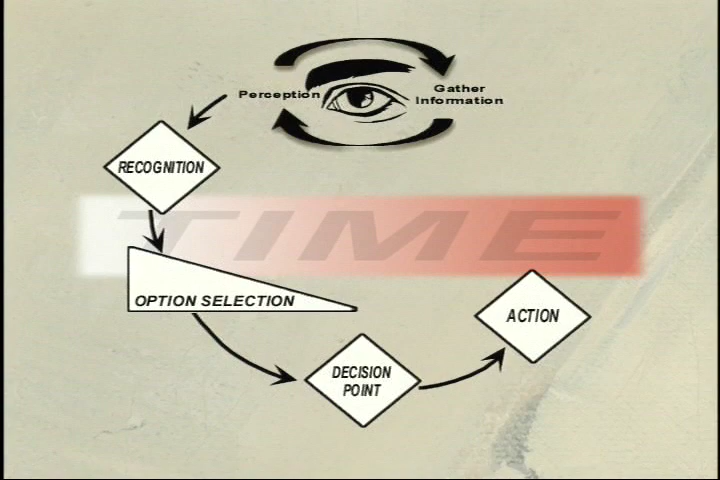 Perception
Gather
Information
RECOGNITION
TIME
OPTION SELECTION
ACTION
DECISION
POINT